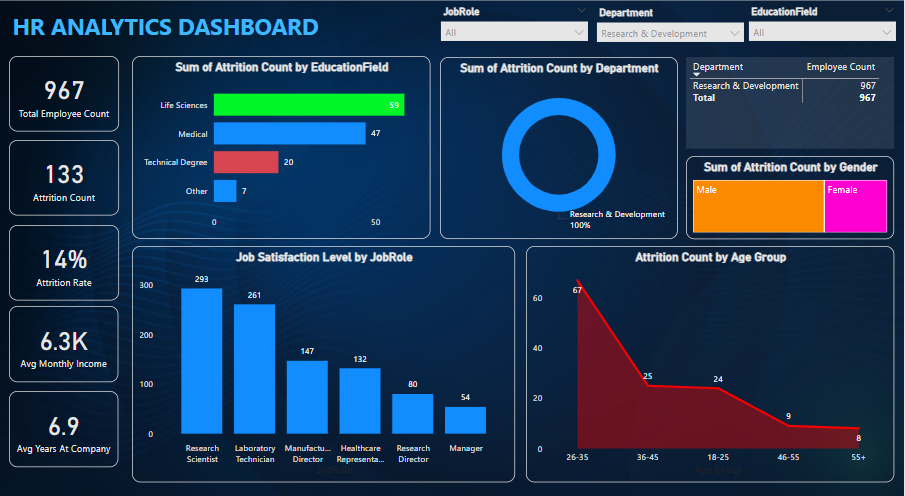 HR ANALYTICS DASHBOARD
JobRole
All
Department
Research & Development
EducationField
All
967
Total Employee Count
133
Attrition Count
14%
Attrition Rate
6.3K
Avg Monthly Income
6.9
Avg Years At Company
Sum of Attrition Count by EducationField
Life Sciences 59
Medical 47
Technical Degree 20
Other 7
0 50
Sum of Attrition Count by Department
Research & Development
100%
Department Employee Count
Research & Development 967
Total 967
Sum of Attrition Count by Gender
Male Female
Job Satisfaction Level by JobRole
300
200
100
0
293
261
147
132
80
54
Research
Scientist
Laboratory
Technician
Manufactu...
Director
Healthcare
Representa...
Research
Director
Manager
JobRole
Attrition Count by Age Group
60
40
20
0
67
25
24
9
8
26-35 36-45 18-25 46-55 55+
Age Group